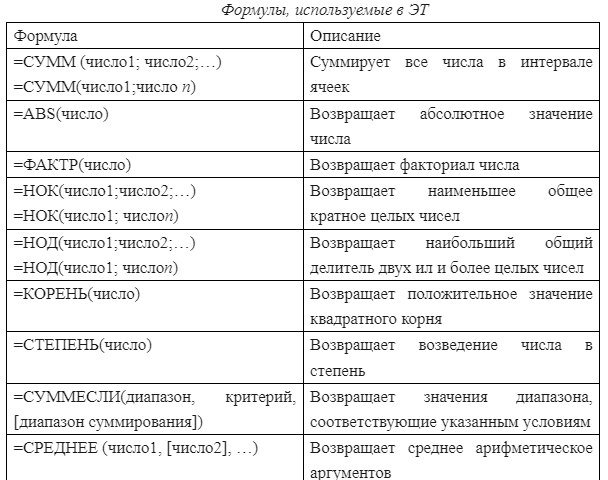 Формулы, используемые в ЭТ
Формула Описание
=СУММ (число1; число2;…) Суммирует все числа в интервале
=СУММ(число1;число n) ячеек
=ABS(число) Возвращает абсолютное значение
числа
=ФАКТР(число) Возвращает факториал числа
=НОК(число1;число2;…) Возвращает наименьшее общее
=НОК(число1; числоn) кратное целых чисел
=НОД(число1;число2;…) Возвращает наибольший общий
=НОД(число1; числоn) делитель двух ил и более целых чисел
=КОРЕНЬ(число) Возвращает положительное значение
квадратного корня
=СТЕПЕНЬ(число) Возвращает возведение числа в
степень
=СУММЕСЛИ(диапазон, критерий, Возвращает значения диапазона,
[диапазон суммирования]) соответствующие указанным условиям
=СРЕДНЕЕ (число1, [число2], …) Возвращает среднее арифметическое
аргументов